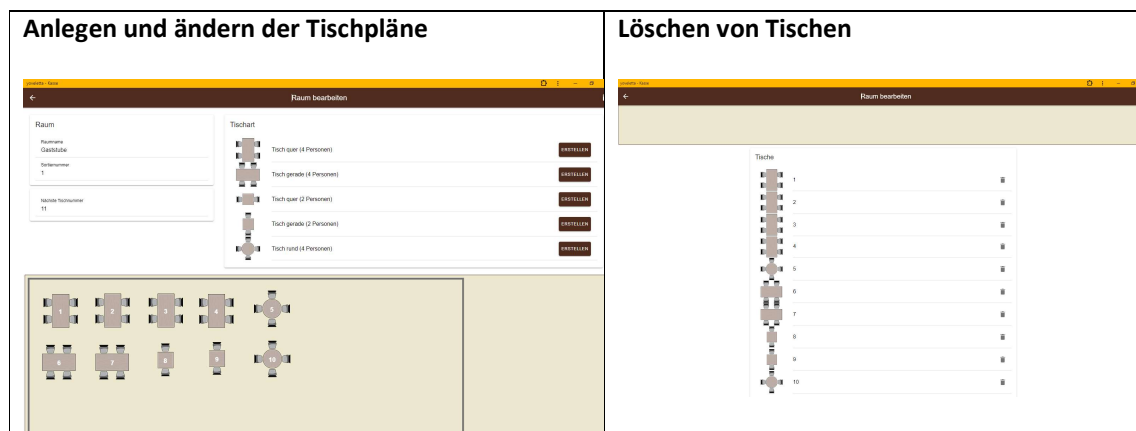 Anlegen und ändern der Tischpläne
Raum bearbeiten
Raum
Raumname
Gaststube
Sortiernummer
1
Nächste Tischnummer
11
Tischart
Tisch quer (4 Personen)
ERSTELLEN
Tisch gerade (4 Personen)
ERSTELLEN
Tisch quer (2 Personen)
ERSTELLEN
Tisch gerade (2 Personen)
ERSTELLEN
Tisch rund (4 Personen)
ERSTELLEN
1 2 3 4 5
6 7 8 9 10
Löschen von Tischen
Raum bearbeiten
Tische
1
2
3
4
5
6
7
8
9
10